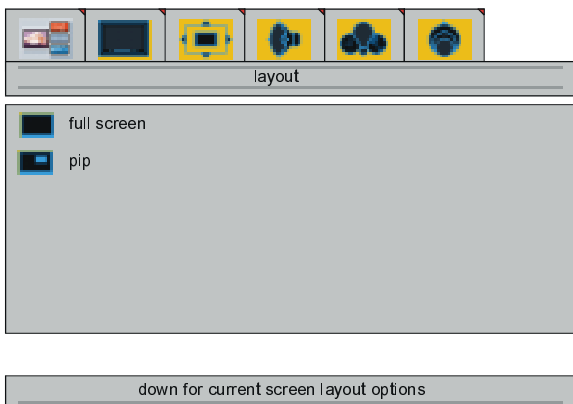 layout
full screen
pip
down for current screen layout options